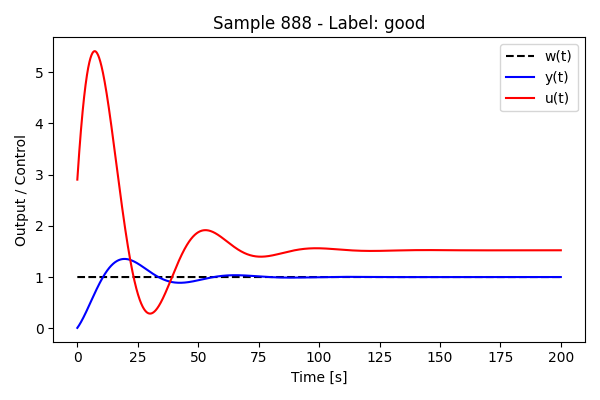 Sample 888 - Label: good
w(t)
y(t)
u(t)
Output / Control
5
4
3
2
1
0
0 25 50 75 100 125 150 175 200
Time [s]